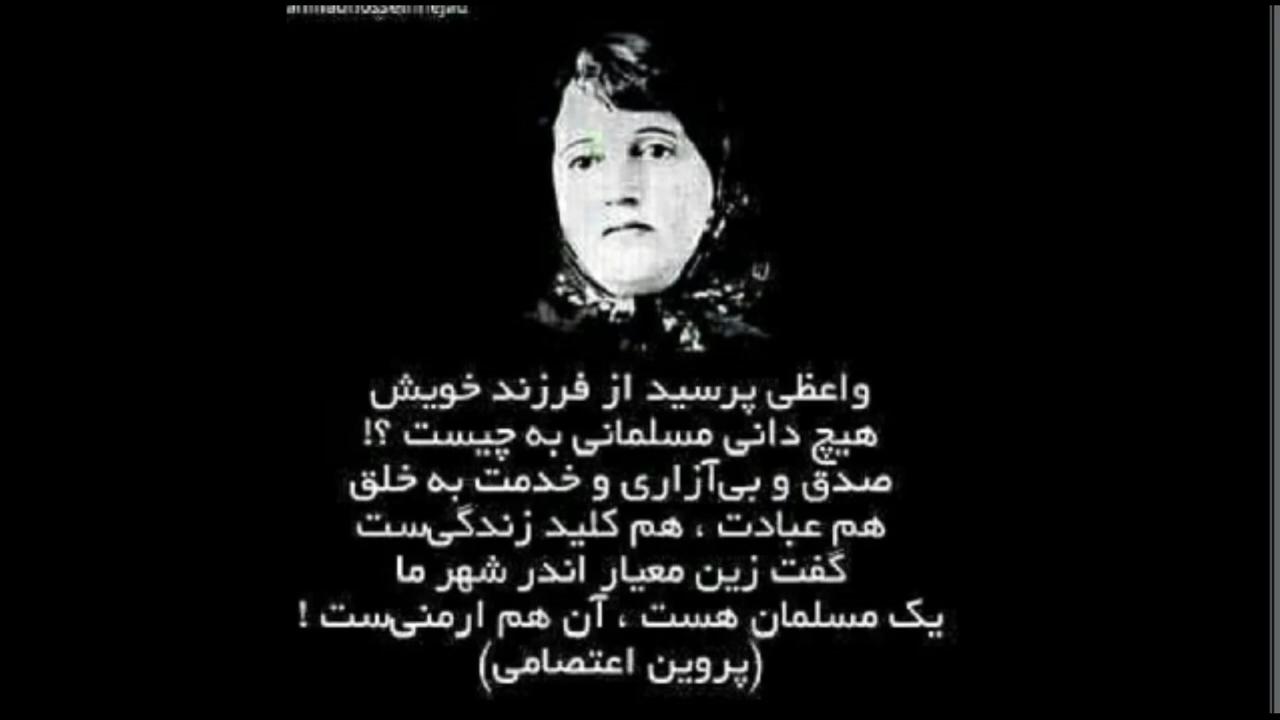 واعظی پرسید از فرزند خویش
هیچ دانی مسلمانی به چیست ؟!
صدق و بی‌آزاری و خدمت به خلق
هم عبادت ، هم کلید زندگی‌ست
گفت زین معیار اندر شهر ما
یک مسلمان هست ، آن هم ارمنی‌ست !
(پروین اعتصامی)